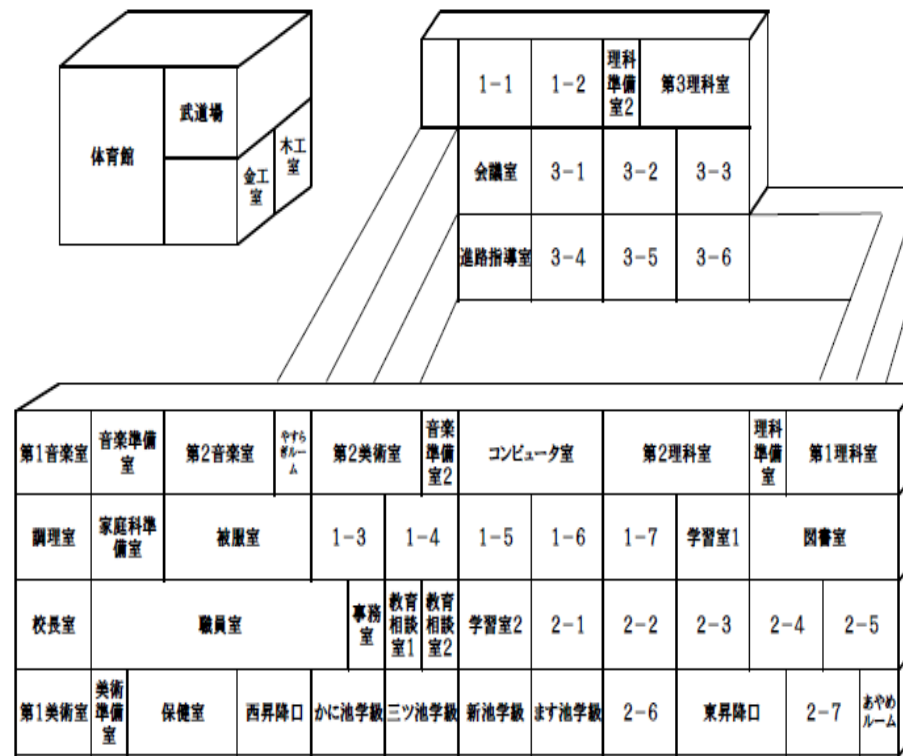 体育館
武道場
金工室
木工室
1-1 1-2 理科準備室2 第3理科室
会議室 3-1 3-2 3-3
進路指導室 3-4 3-5 3-6
第1音楽室 音楽準備室 第2音楽室 やすらぎルーム 第2美術室 音楽準備室2 コンピュータ室 第2理科室 理科準備室 第1理科室
調理室 家庭科準備室 被服室 1-3 1-4 1-5 1-6 1-7 学習室1 図書室
校長室 職員室 事務室 教育相談室1 教育相談室2 学習室2 2-1 2-2 2-3 2-4 2-5
第1美術室 美術準備室 保健室 西昇降口 かに池学級 三ツ池学級 新池学級 ます池学級 2-6 東昇降口 2-7 あやめルーム